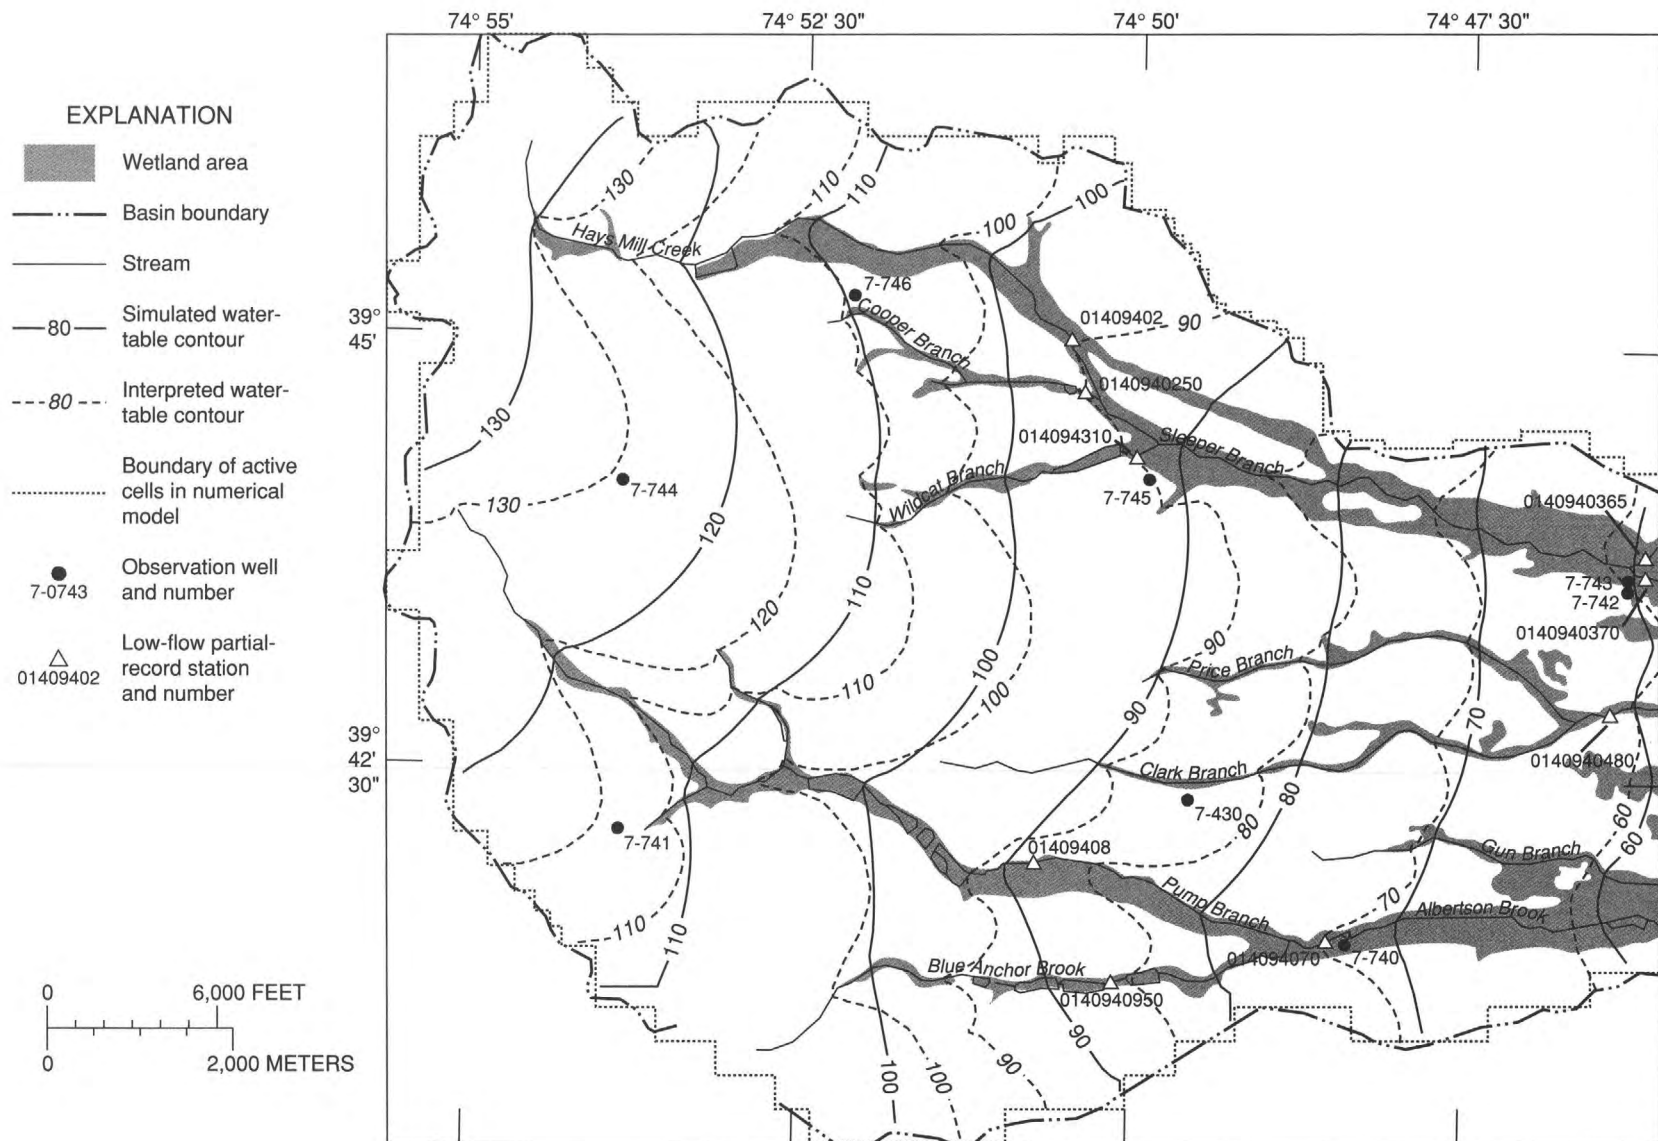 74° 55'
74° 52' 30"
74° 50'
74° 47' 30"
EXPLANATION
Wetland area
Basin boundary
Stream
80
Simulated water-
table contour
80
Interpreted water-
table contour
Boundary of active
cells in numerical
model
7-0743
Observation well
and number
01409402
Low-flow partial-
record station
and number
0
6,000 FEET
0
2,000 METERS
39°
45'
39°
42'
30"
130
110
110
100
100
Hays Mill Creek
7-746
Cooper Branch
01409402
90
0140940250
014094310
Sleeper Branch
130
Wildcat Branch
7-745
7-744
130
120
0140940365
7-743
7-742
0140940370
110
120
90
Price Branch
100
110
100
90
70
Clark Branch
0140940480
7-430
80
80
60
60
7-741
01409408
Gun Branch
Pump Branch
70
Albertson Brook
110
110
Blue Anchor Brook
014094070
7-740
0140940950
90
90
100
100